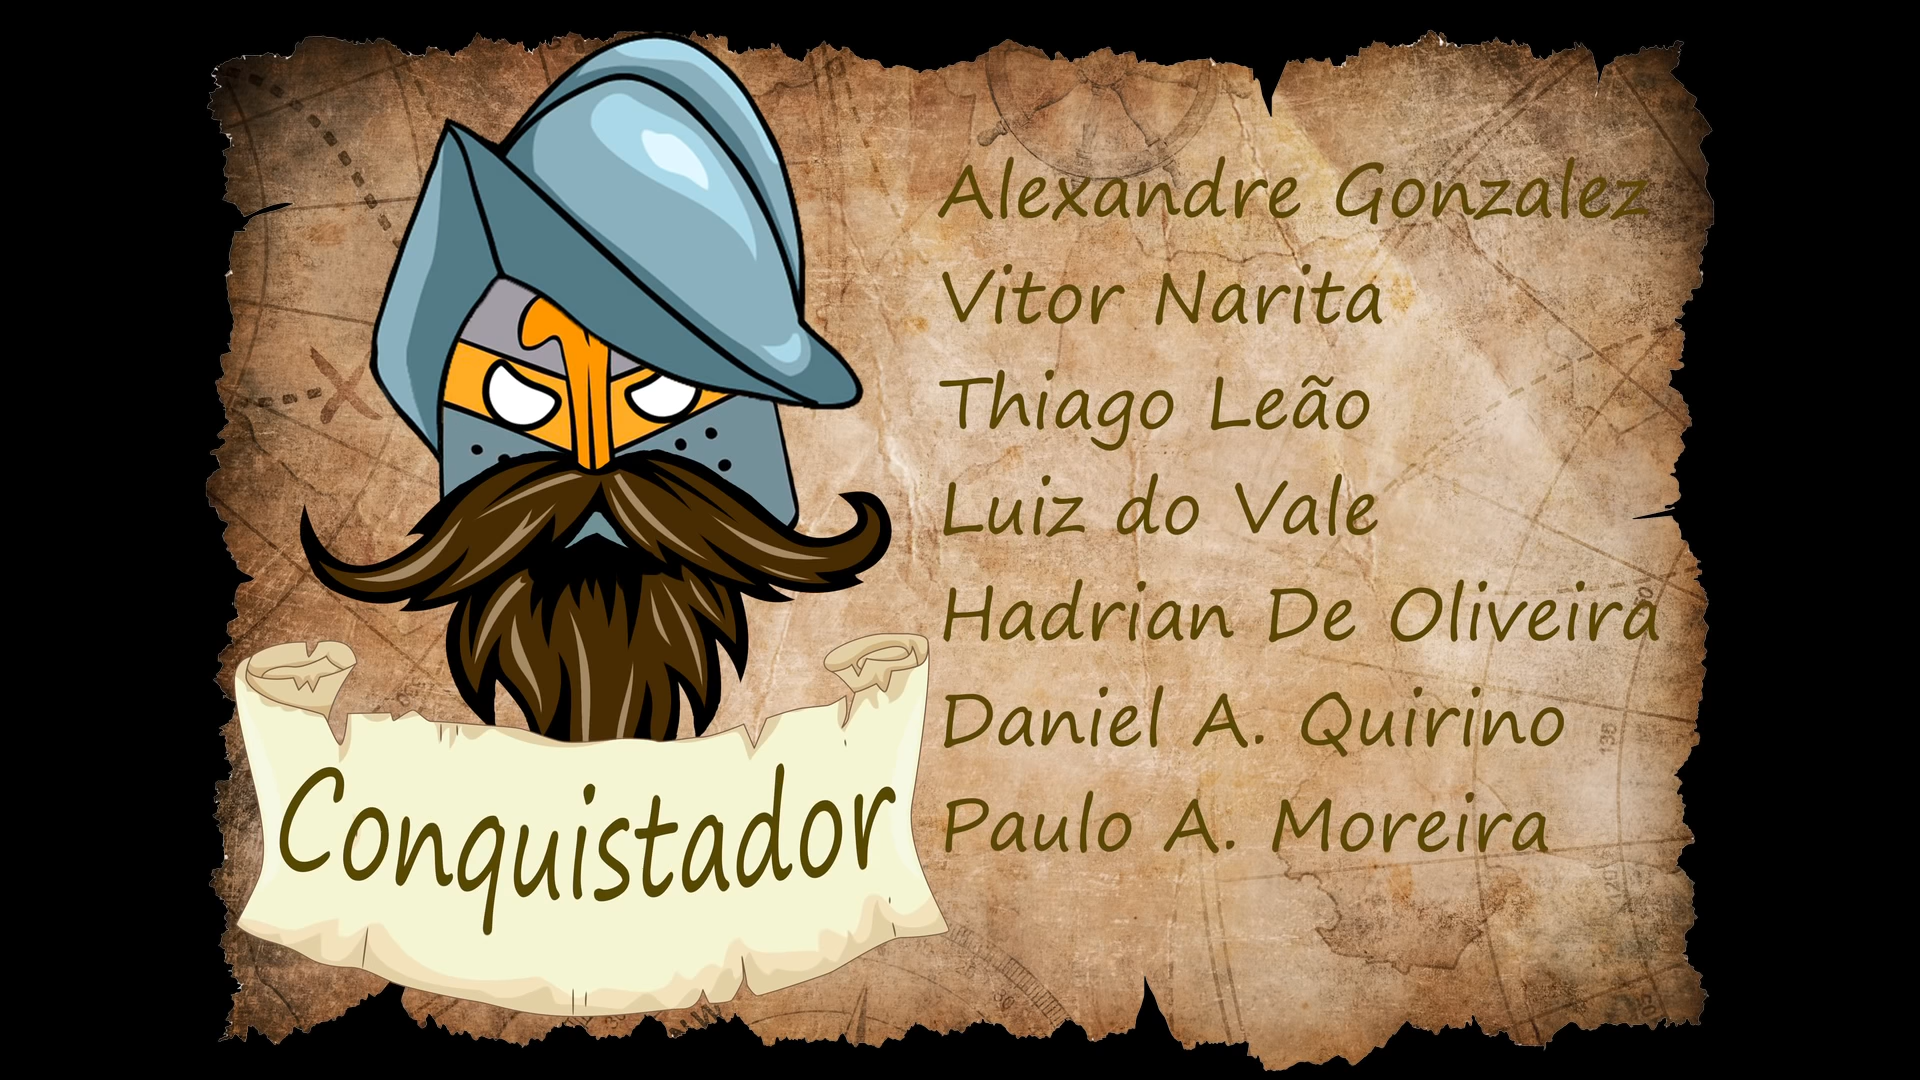 Alexandre Gonzalez
Vitor Narita
Thiago Leão
Luiz do Vale
Hadrian De Oliveira
Daniel A. Quirino
Paulo A. Moreira
Conquistador